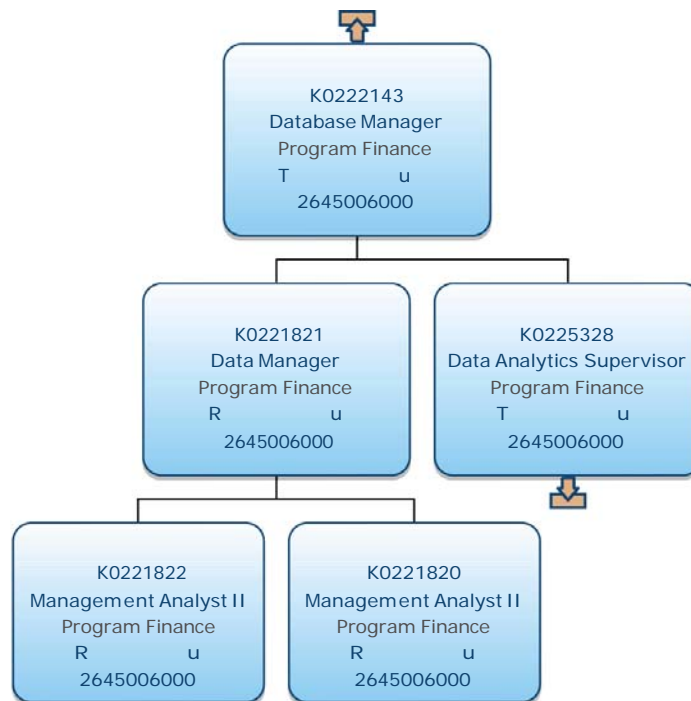 K0222143
Database Manager
Program Finance
T u
2645006000
K0221821
Data Manager
Program Finance
R u
2645006000
K0225328
Data Analytics Supervisor
Program Finance
T u
2645006000
K0221822
Management Analyst II
Program Finance
R u
2645006000
K0221820
Management Analyst II
Program Finance
R u
2645006000